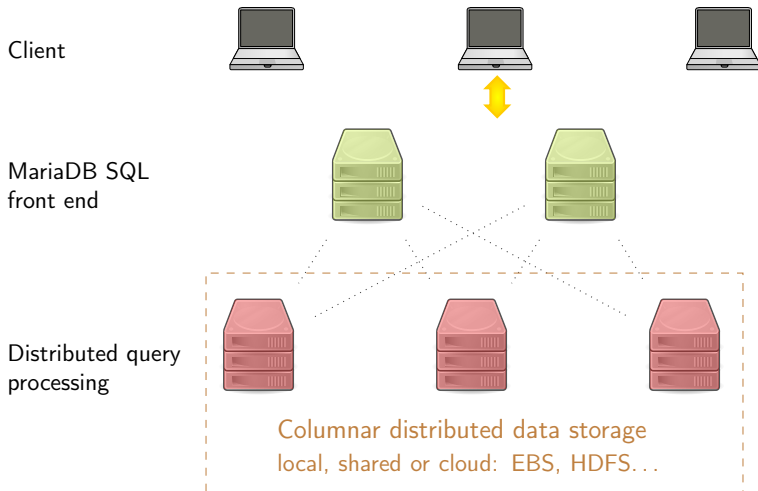 Client
MariaDB SQL
front end
Distributed query
processing
Columnar distributed data storage
local, shared or cloud: EBS, HDFS...